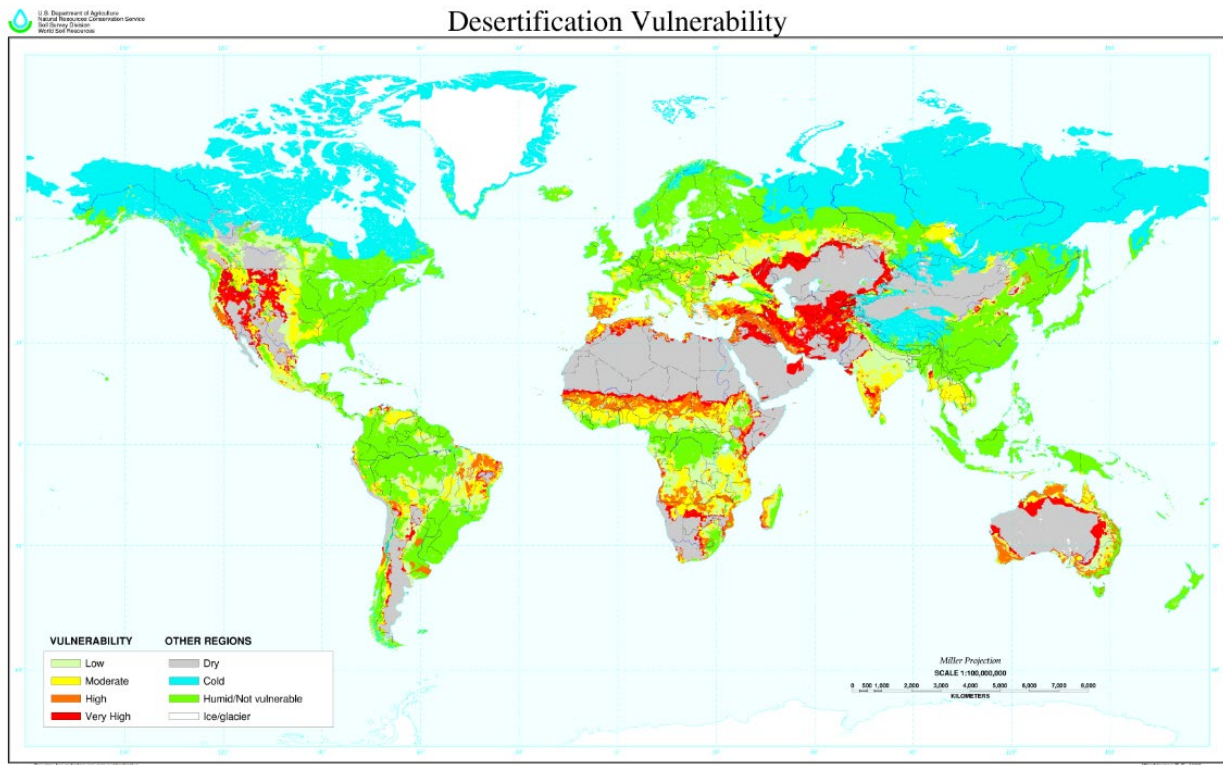 U.S. Department of Agriculture
Natural Resources Conservation Service
Soil Survey Division
World Soil Resources
Desertification Vulnerability
VULNERABILITY
Low
Moderate
High
Very High
OTHER REGIONS
Dry
Cold
Humid/Not vulnerable
Ice/glacier
Miller Projection
SCALE 1:100,000,000
0 500 1,000 2,000 3,000 4,000 5,000 6,000 7,000 8,000
KILOMETERS